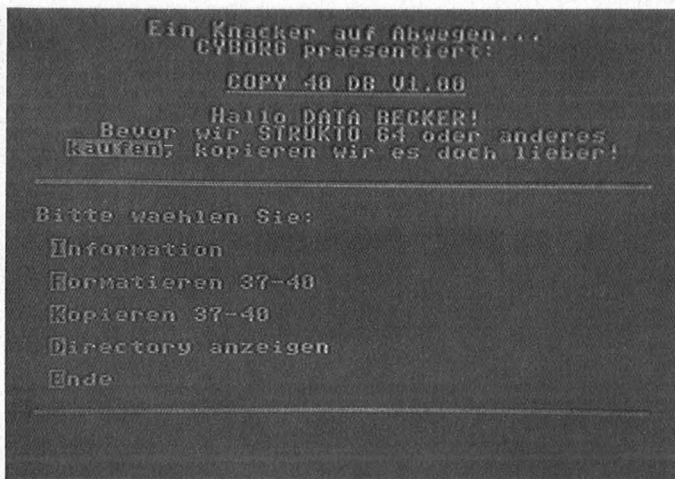 Ein Knacker auf Abwegen...
CYBORG praesentiert:
COPY 40 DB V1.00
Hallo DATA BECKER!
Bevor wir STRUKTO 64 oder anderes
kaufen, kopieren wir es doch lieber!
Bitte waehlen Sie:
Information
Formatieren 37-40
Kopieren 37-40
Directory anzeigen
Ende